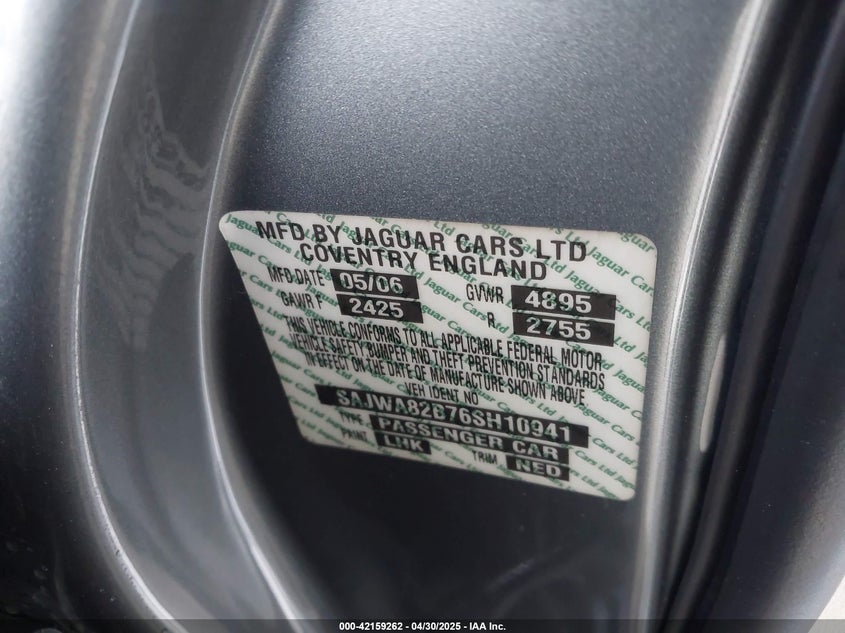 MFD BY JAGUAR CARS LTD
COVENTRY ENGLAND
MFD DATE 05/06 GVWR 4895
GAWR F 2425 R 2755
THIS VEHICLE CONFORMS TO ALL APPLICABLE FEDERAL MOTOR
VEHICLE SAFETY BUMPER AND THEFT PREVENTION STANDARDS
IN EFFECT ON THE DATE OF MANUFACTURE SHOWN ABOVE
VEH IDENT NO
SAJWA82B76SH10941
TYPE PASSENGER CAR
PAINT LHK TRIM NED
000-42159262 - 04/30/2025 - IAA Inc.